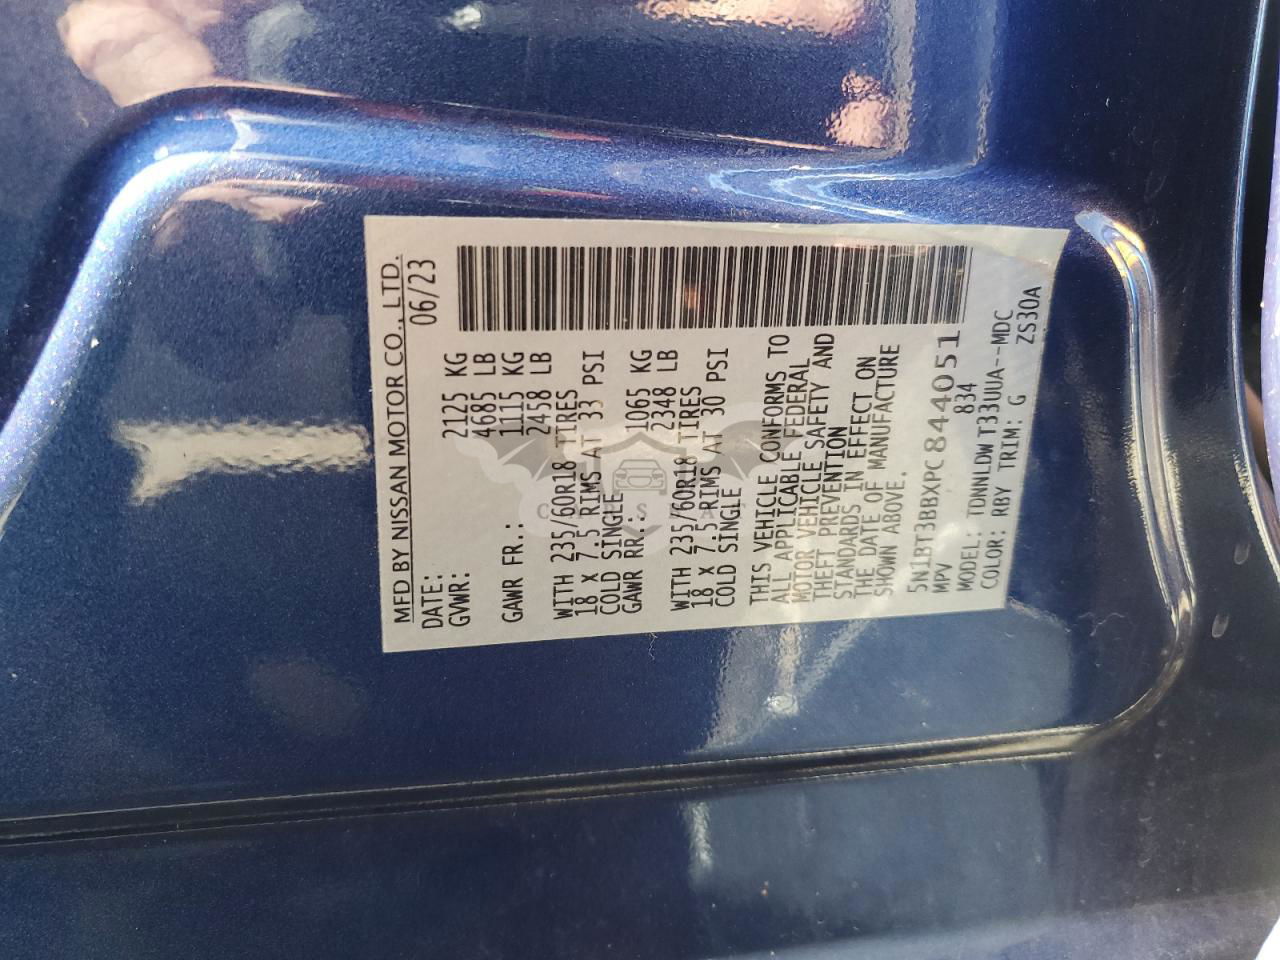 MFD BY NISSAN MOTOR CO., LTD.
DATE: 06/23
GVWR: 2125 KG
4685 LB
GAWR FR.: 1115 KG
2458 LB
WITH 235/60R18 TIRES
18 X 7.5 RIMS AT 33 PSI
COLD SINGLE
GAWR RR.: 1065 KG
2348 LB
WITH 235/60R18 TIRES
18 X 7.5 RIMS AT 30 PSI
COLD SINGLE
THIS VEHICLE CONFORMS TO
ALL APPLICABLE FEDERAL
MOTOR VEHICLE SAFETY AND
THEFT PREVENTION
STANDARDS IN EFFECT ON
THE DATE OF MANUFACTURE
SHOWN ABOVE.
5N1BT3BBXPC844051
MPV 834
MODEL: TDNNLDWT33UUA--MDC
COLOR: RBY TRIM: G ZS30A